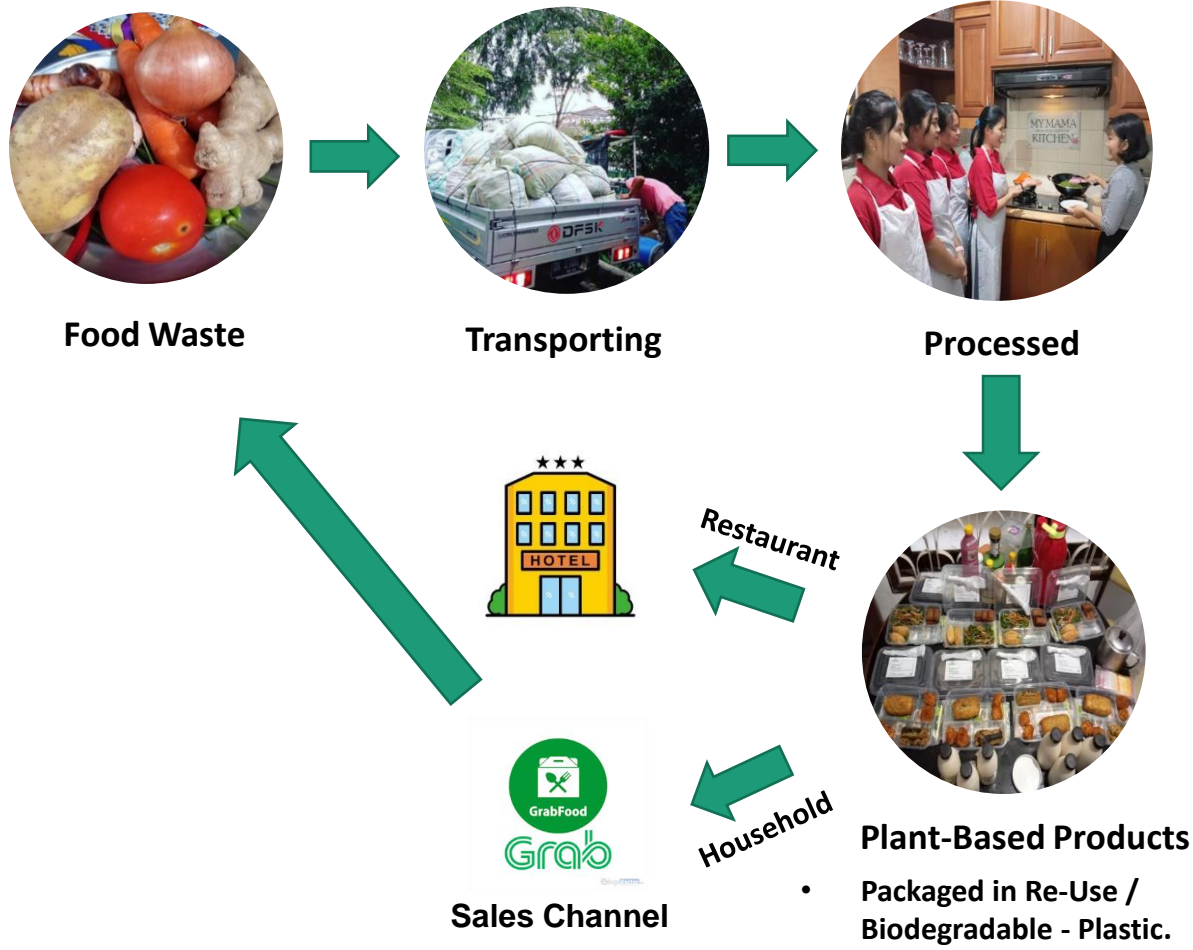 MY MAMA
KITCHEN
DFSK
Food Waste
Transporting
Processed
★★★
HOTEL
Restaurant
GrabFood
Grab
Household
Sales Channel
Plant-Based Products
• Packaged in Re-Use /
Biodegradable - Plastic.